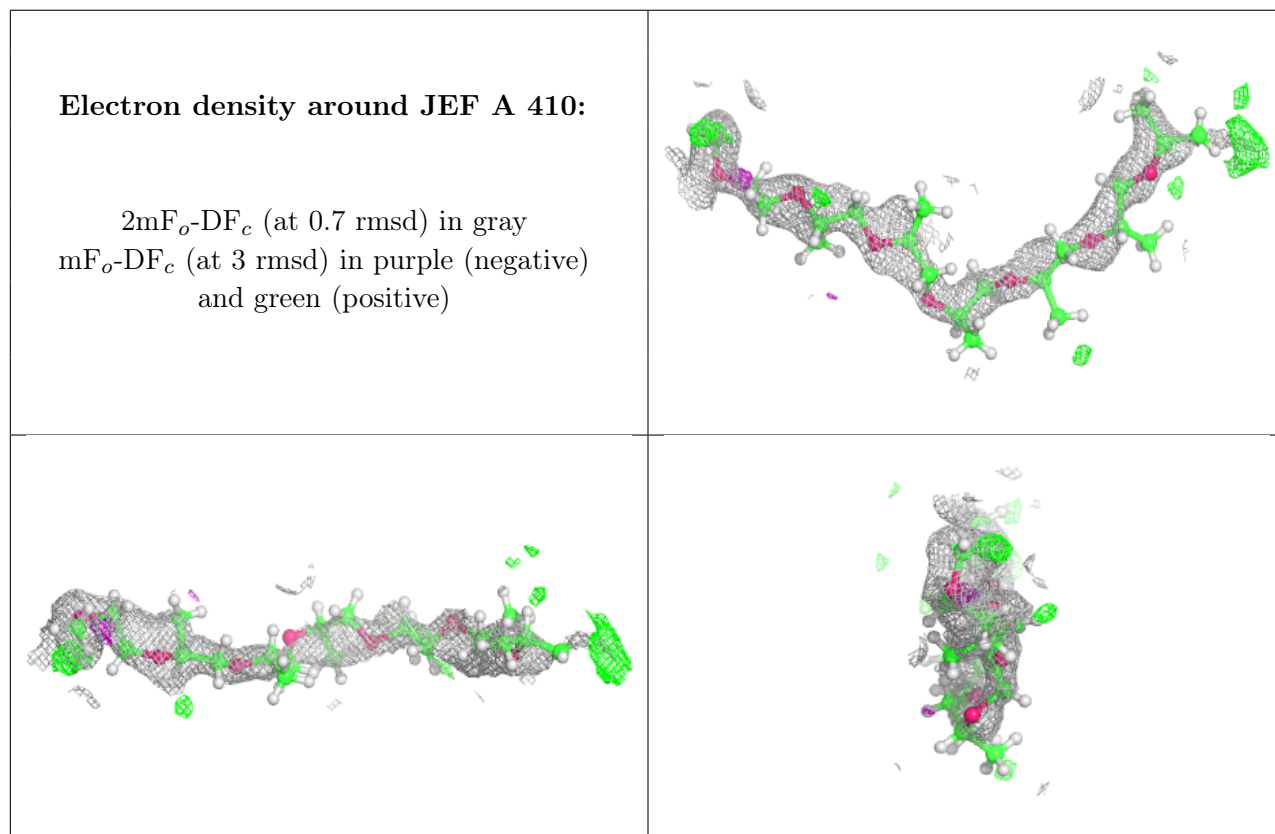 Electron density around JEF A 410:
2mFo-DFc (at 0.7 rmsd) in gray
mFo-DFc (at 3 rmsd) in purple (negative)
and green (positive)